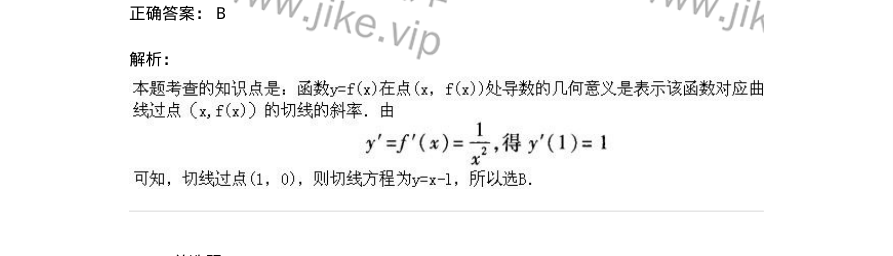 正确答案： B
www.jike.vip
解析：
本题考查的知识点是：函数y=f(x)在点(x, f(x))处导数的几何意义是表示该函数对应曲
线过点（x,f(x)）的切线的斜率．由
y′=f′(x)=1/x²,得 y′(1)=1
可知，切线过点(1, 0)，则切线方程为y=x-1，所以选B．